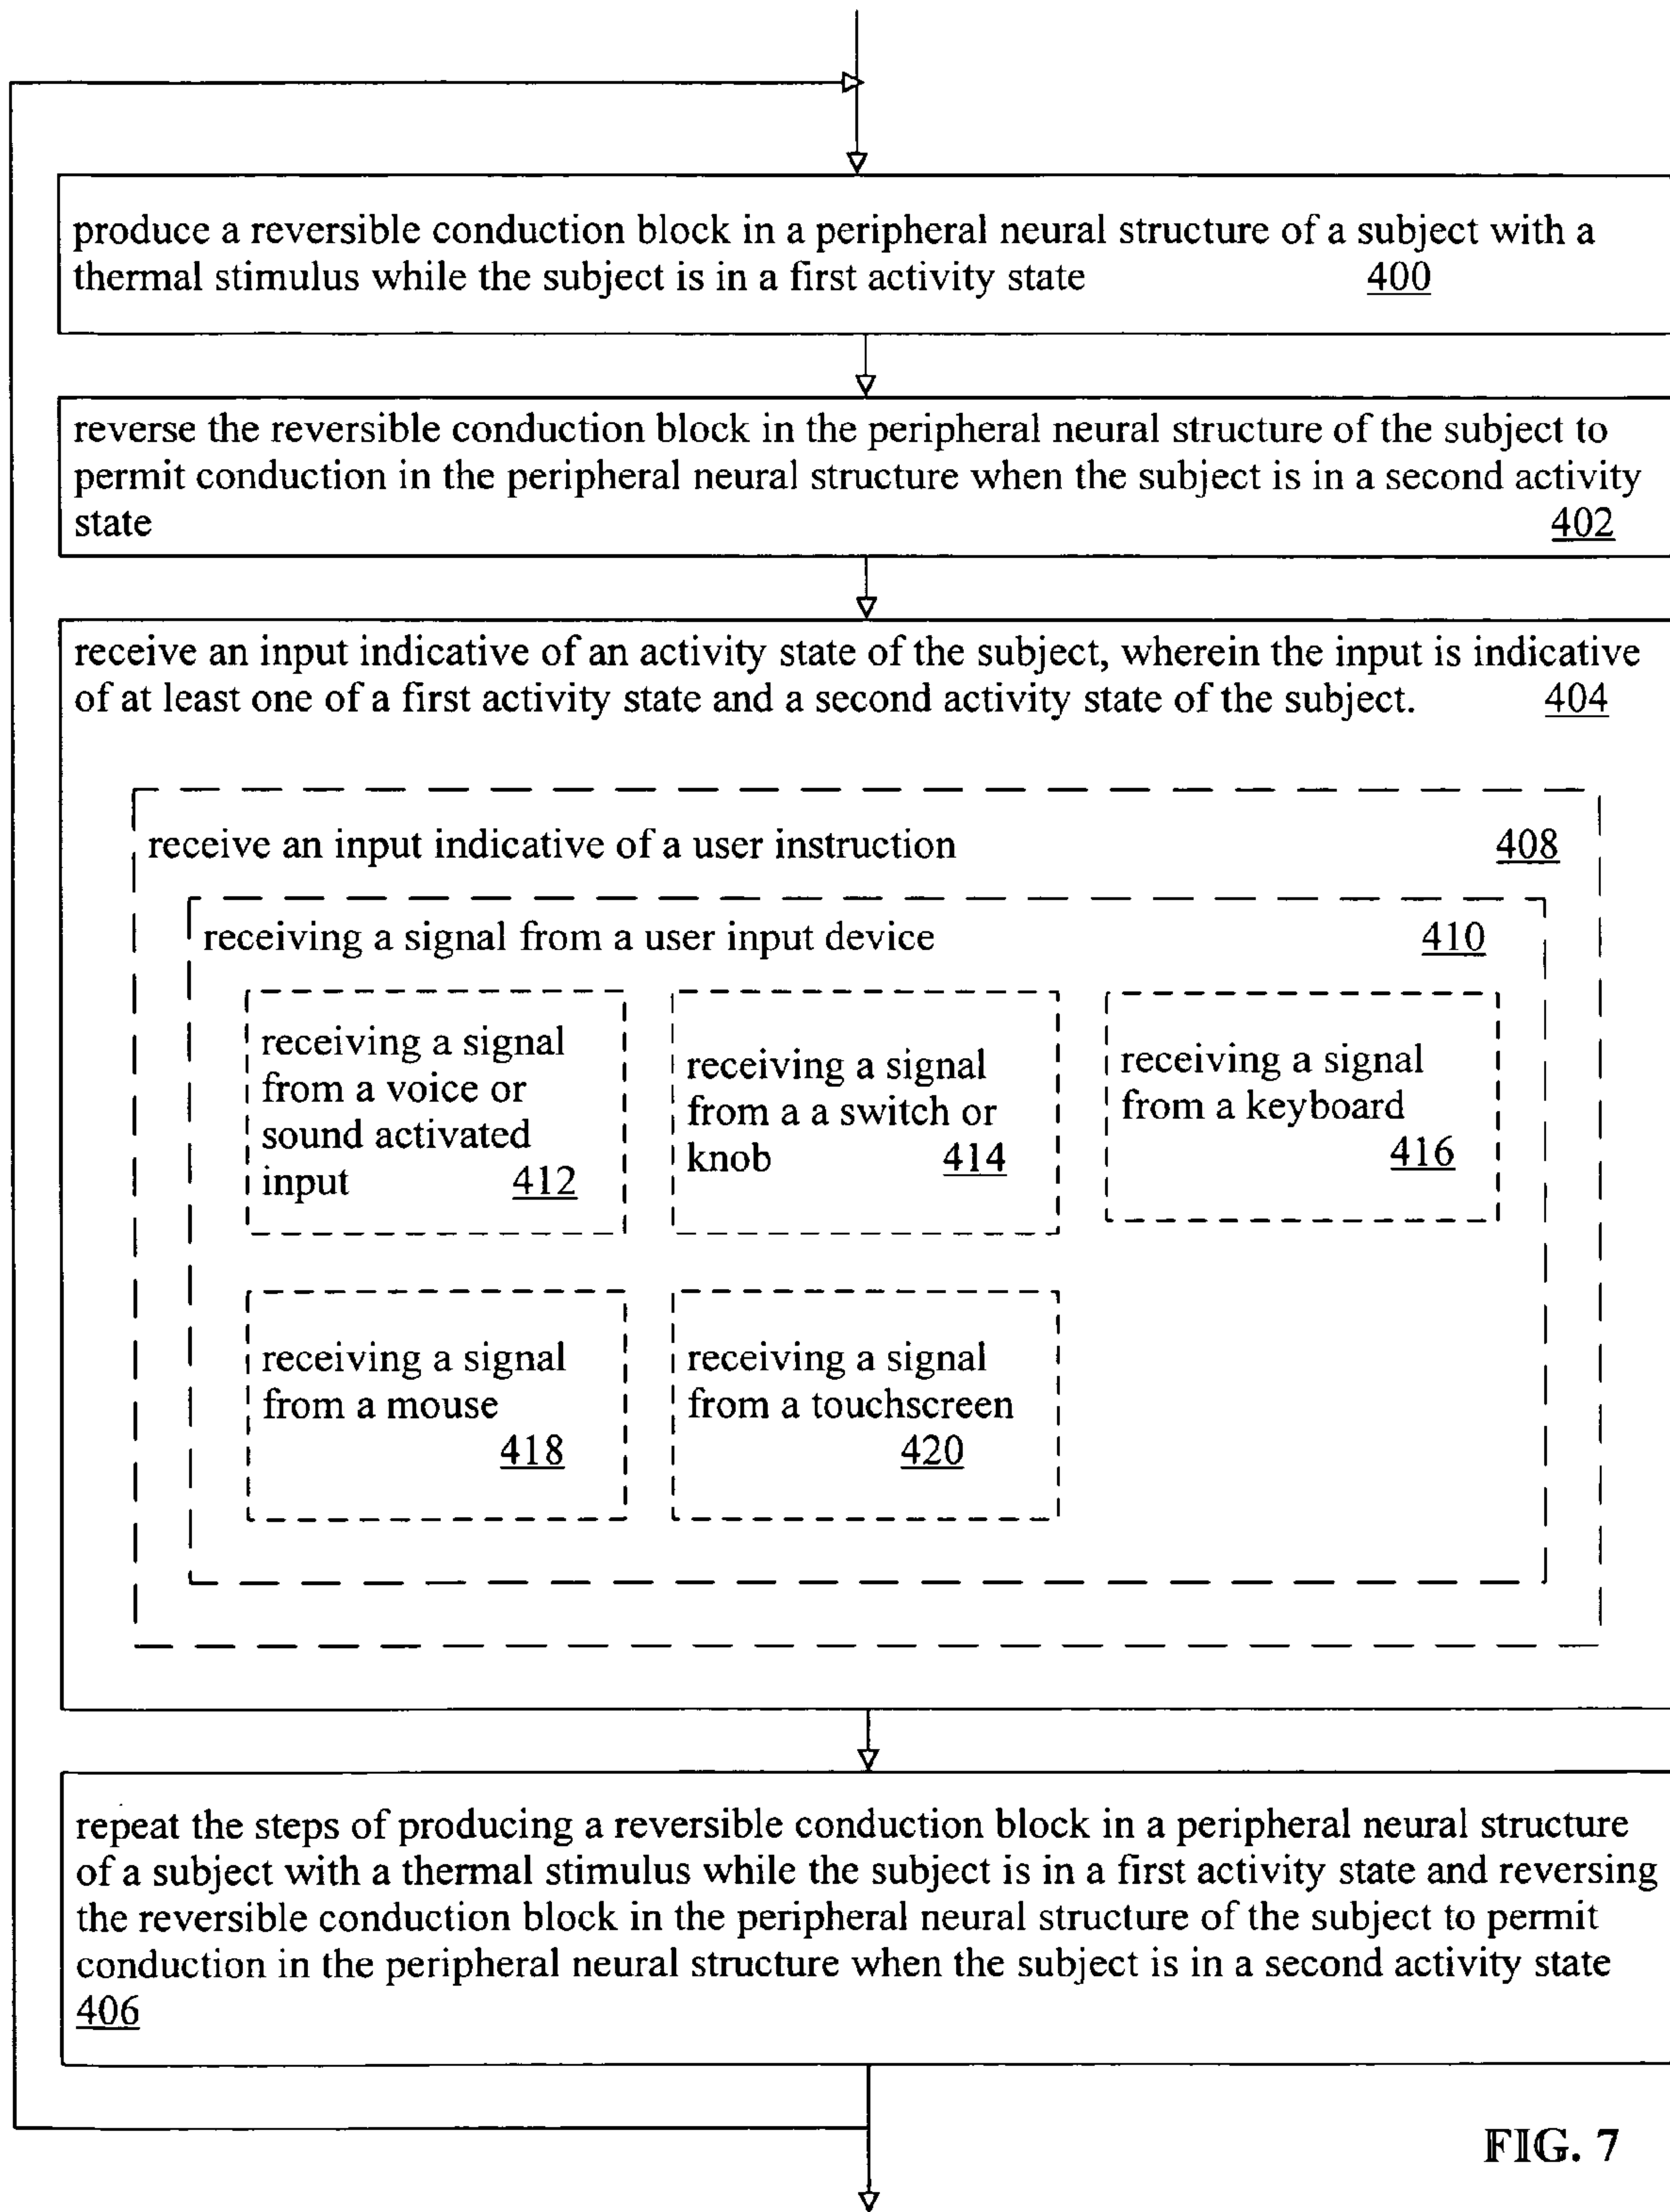 produce a reversible conduction block in a peripheral neural structure of a subject with a
thermal stimulus while the subject is in a first activity state 400
reverse the reversible conduction block in the peripheral neural structure of the subject to
permit conduction in the peripheral neural structure when the subject is in a second activity
state 402
receive an input indicative of an activity state of the subject, wherein the input is indicative
of at least one of a first activity state and a second activity state of the subject. 404
receive an input indicative of a user instruction 408
receiving a signal from a user input device 410
receiving a signal
from a voice or
sound activated
input 412
receiving a signal
from a a switch or
knob 414
receiving a signal
from a keyboard
416
receiving a signal
from a mouse
418
receiving a signal
from a touchscreen
420
repeat the steps of producing a reversible conduction block in a peripheral neural structure
of a subject with a thermal stimulus while the subject is in a first activity state and reversing
the reversible conduction block in the peripheral neural structure of the subject to permit
conduction in the peripheral neural structure when the subject is in a second activity state
406
FIG. 7